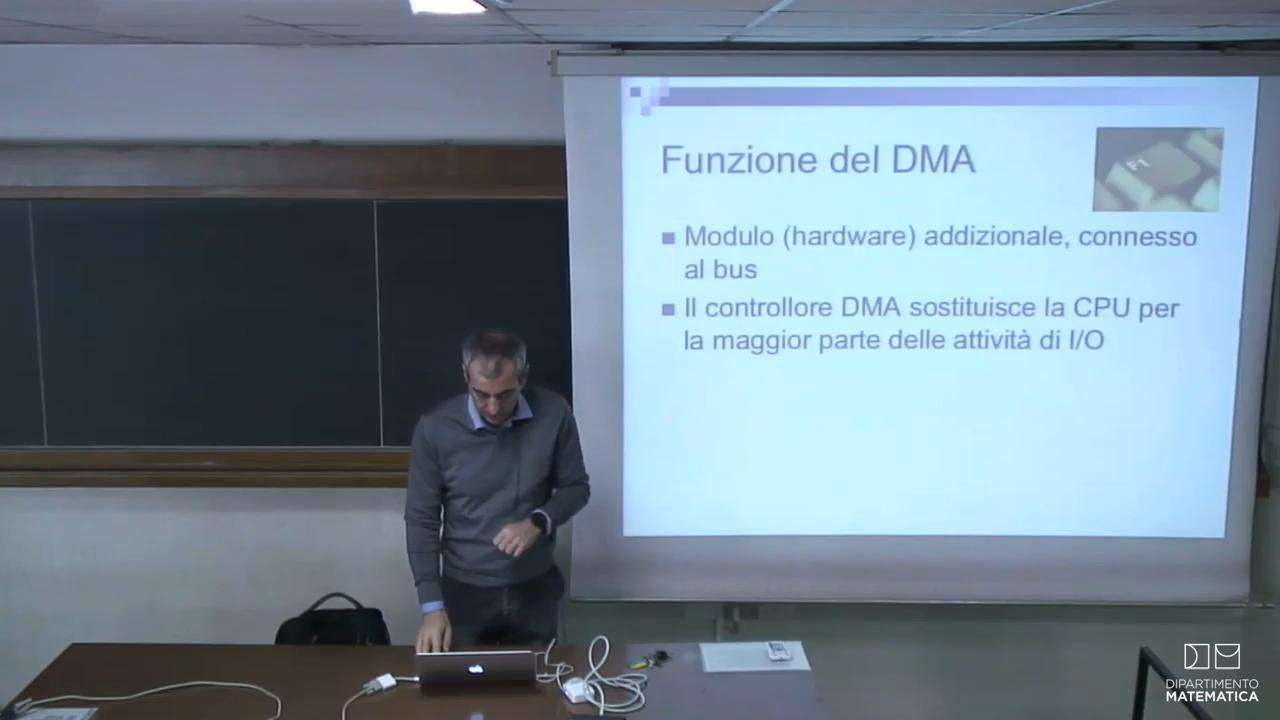 Funzione del DMA
F1
Modulo (hardware) addizionale, connesso
al bus
Il controllore DMA sostituisce la CPU per
la maggior parte delle attività di I/O
DIPARTIMENTO
MATEMATICA